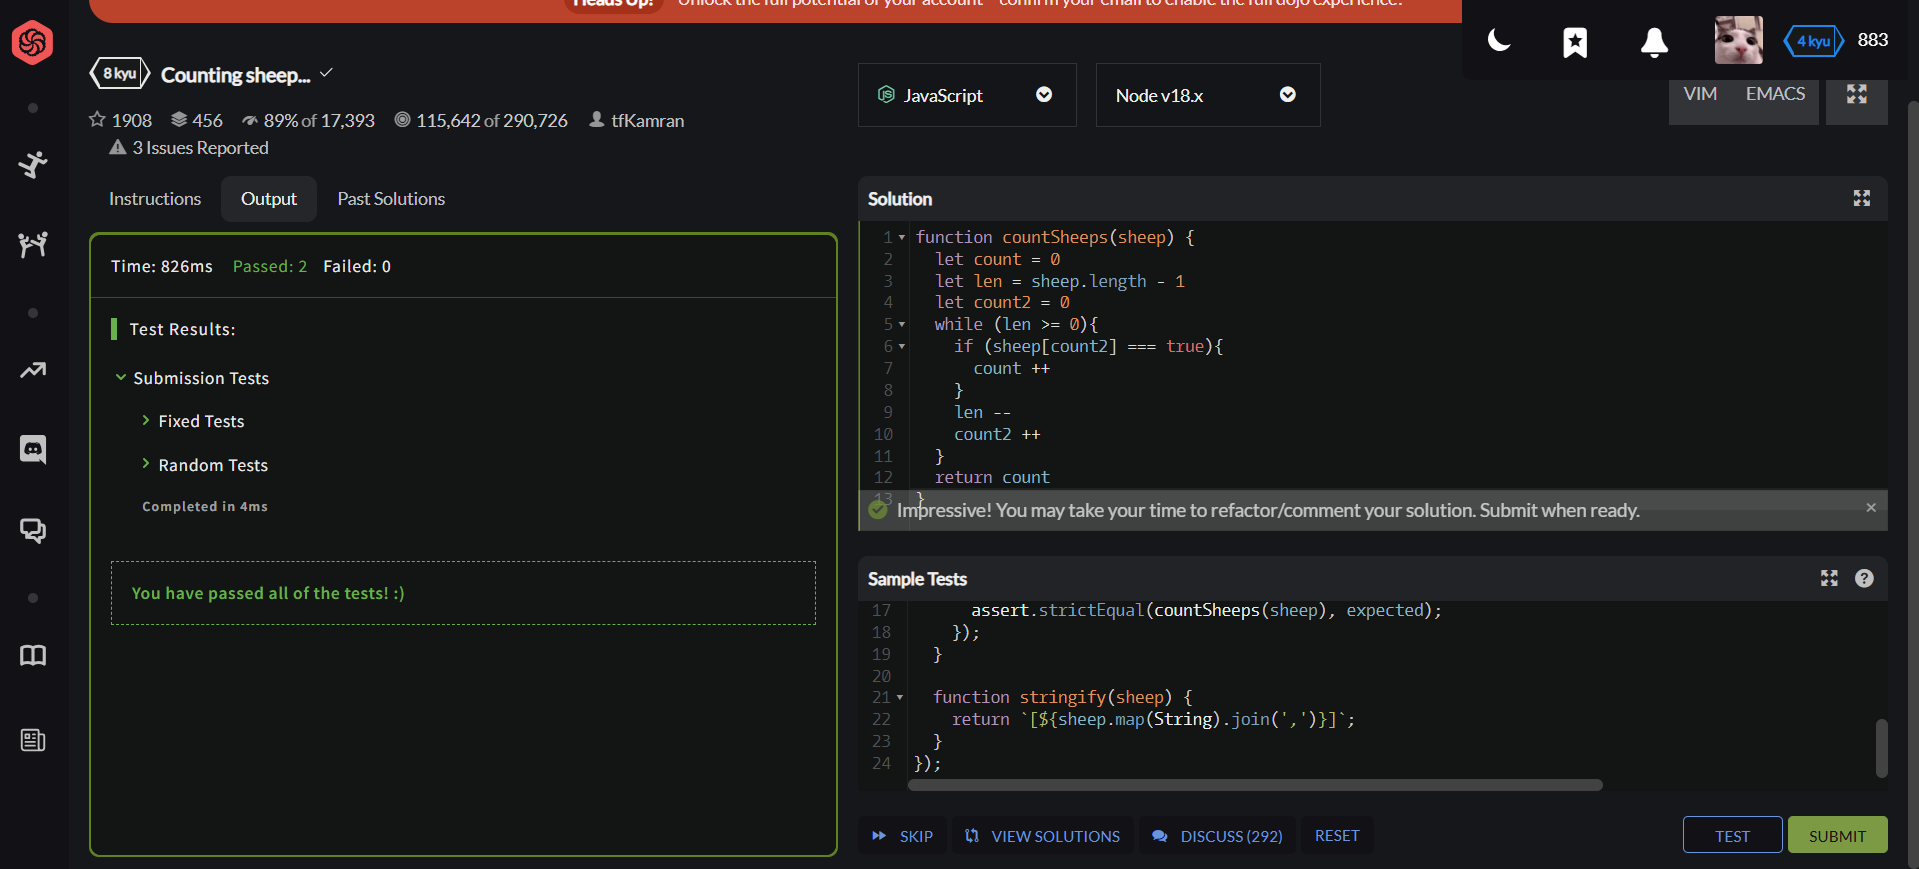 Heads Up! Unlock the full potential of your account - confirm your email to enable the full dojo experience!
4 kyu 883
8 kyu Counting sheep...
1908 456 89% of 17,393 115,642 of 290,726 tfKamran
3 Issues Reported
JavaScript
Node v18.x
VIM EMACS
Instructions Output Past Solutions
Time: 826ms Passed: 2 Failed: 0
Test Results:
Submission Tests
Fixed Tests
Random Tests
Completed in 4ms
You have passed all of the tests! :)
Solution
1 function countSheeps(sheep) {
2 let count = 0
3 let len = sheep.length - 1
4 let count2 = 0
5 while (len >= 0){
6 if (sheep[count2] === true){
7 count ++
8 }
9 len --
10 count2 ++
11 }
12 return count
13 }
Impressive! You may take your time to refactor/comment your solution. Submit when ready. ×
Sample Tests ?
17 assert.strictEqual(countSheeps(sheep), expected);
18 });
19 }
20
21 function stringify(sheep) {
22 return `[${sheep.map(String).join(',')}]`;
23 }
24 });
SKIP VIEW SOLUTIONS DISCUSS (292) RESET TEST SUBMIT